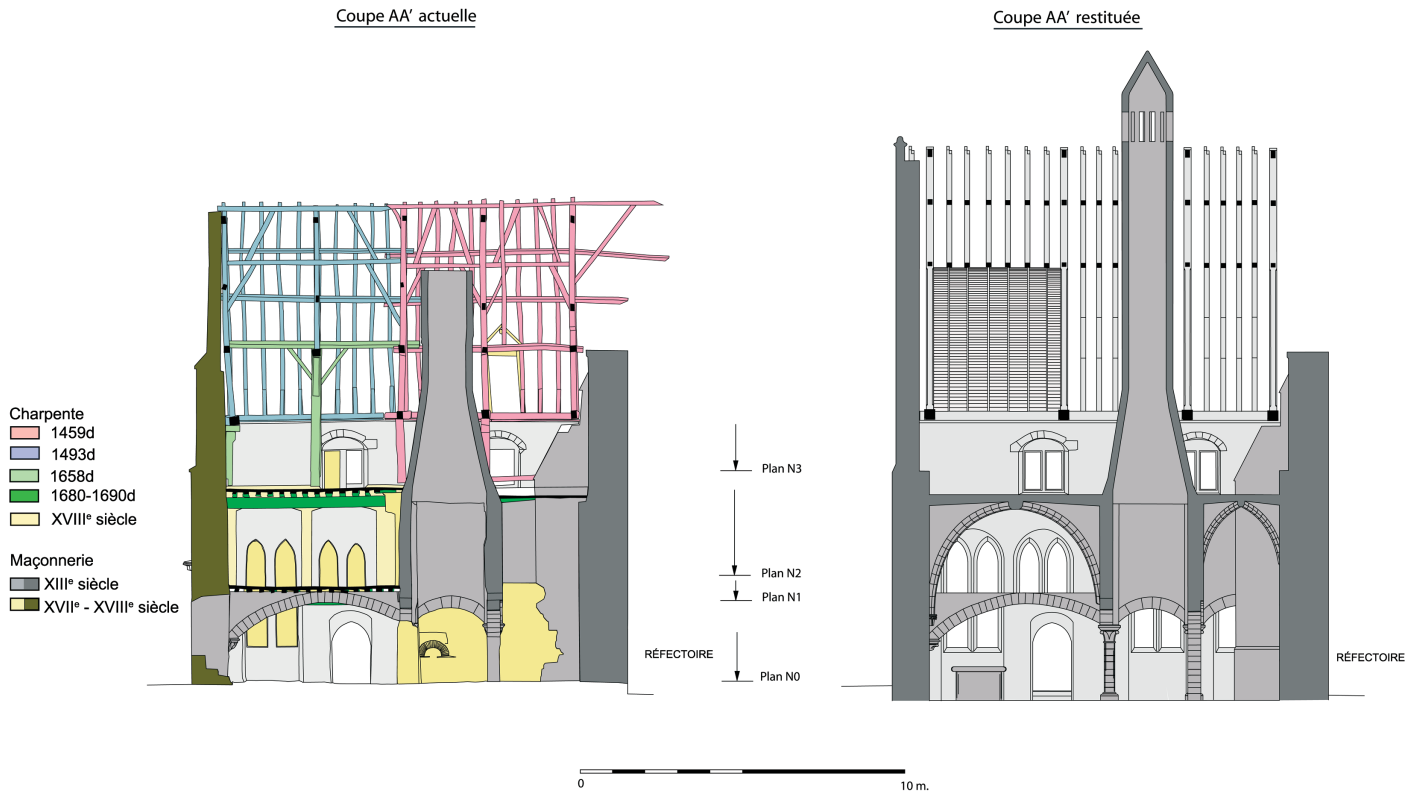 Coupe AA' actuelle
Coupe AA' restituée
Charpente
1459d
1493d
1658d
1680-1690d
XVIIIᵉ siècle
Maçonnerie
XIIIᵉ siècle
XVIIᵉ - XVIIIᵉ siècle
Plan N3
Plan N2
Plan N1
Plan N0
RÉFECTOIRE
RÉFECTOIRE
0
10 m.